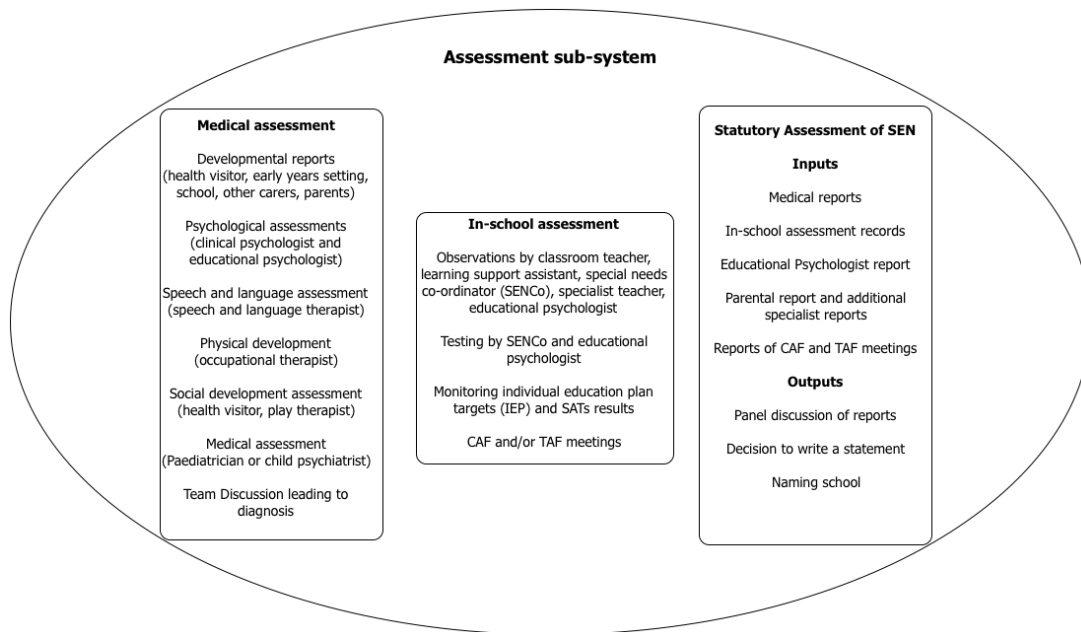 Assessment sub-system
Medical assessment
Developmental reports
(health visitor, early years setting,
school, other carers, parents)
Psychological assessments
(clinical psychologist and
educational psychologist)
Speech and language assessment
(speech and language therapist)
Physical development
(occupational therapist)
Social development assessment
(health visitor, play therapist)
Medical assessment
(Paediatrician or child psychiatrist)
Team Discussion leading to
diagnosis
In-school assessment
Observations by classroom teacher,
learning support assistant, special needs
co-ordinator (SENCo), specialist teacher,
educational psychologist
Testing by SENCo and educational
psychologist
Monitoring individual education plan
targets (IEP) and SATs results
CAF and/or TAF meetings
Statutory Assessment of SEN
Inputs
Medical reports
In-school assessment records
Educational Psychologist report
Parental report and additional
specialist reports
Reports of CAF and TAF meetings
Outputs
Panel discussion of reports
Decision to write a statement
Naming school